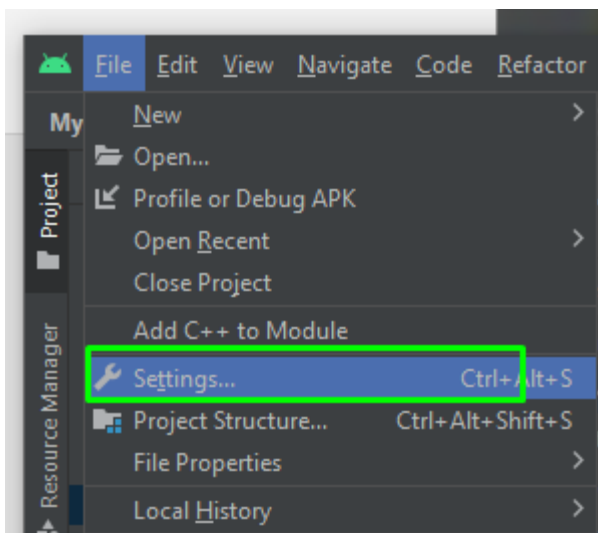 File Edit View Navigate Code Refactor
My
New
Open...
Profile or Debug APK
Open Recent
Close Project
Add C++ to Module
Settings... Ctrl+Alt+S
Project Structure... Ctrl+Alt+Shift+S
File Properties
Local History
Project
Resource Manager